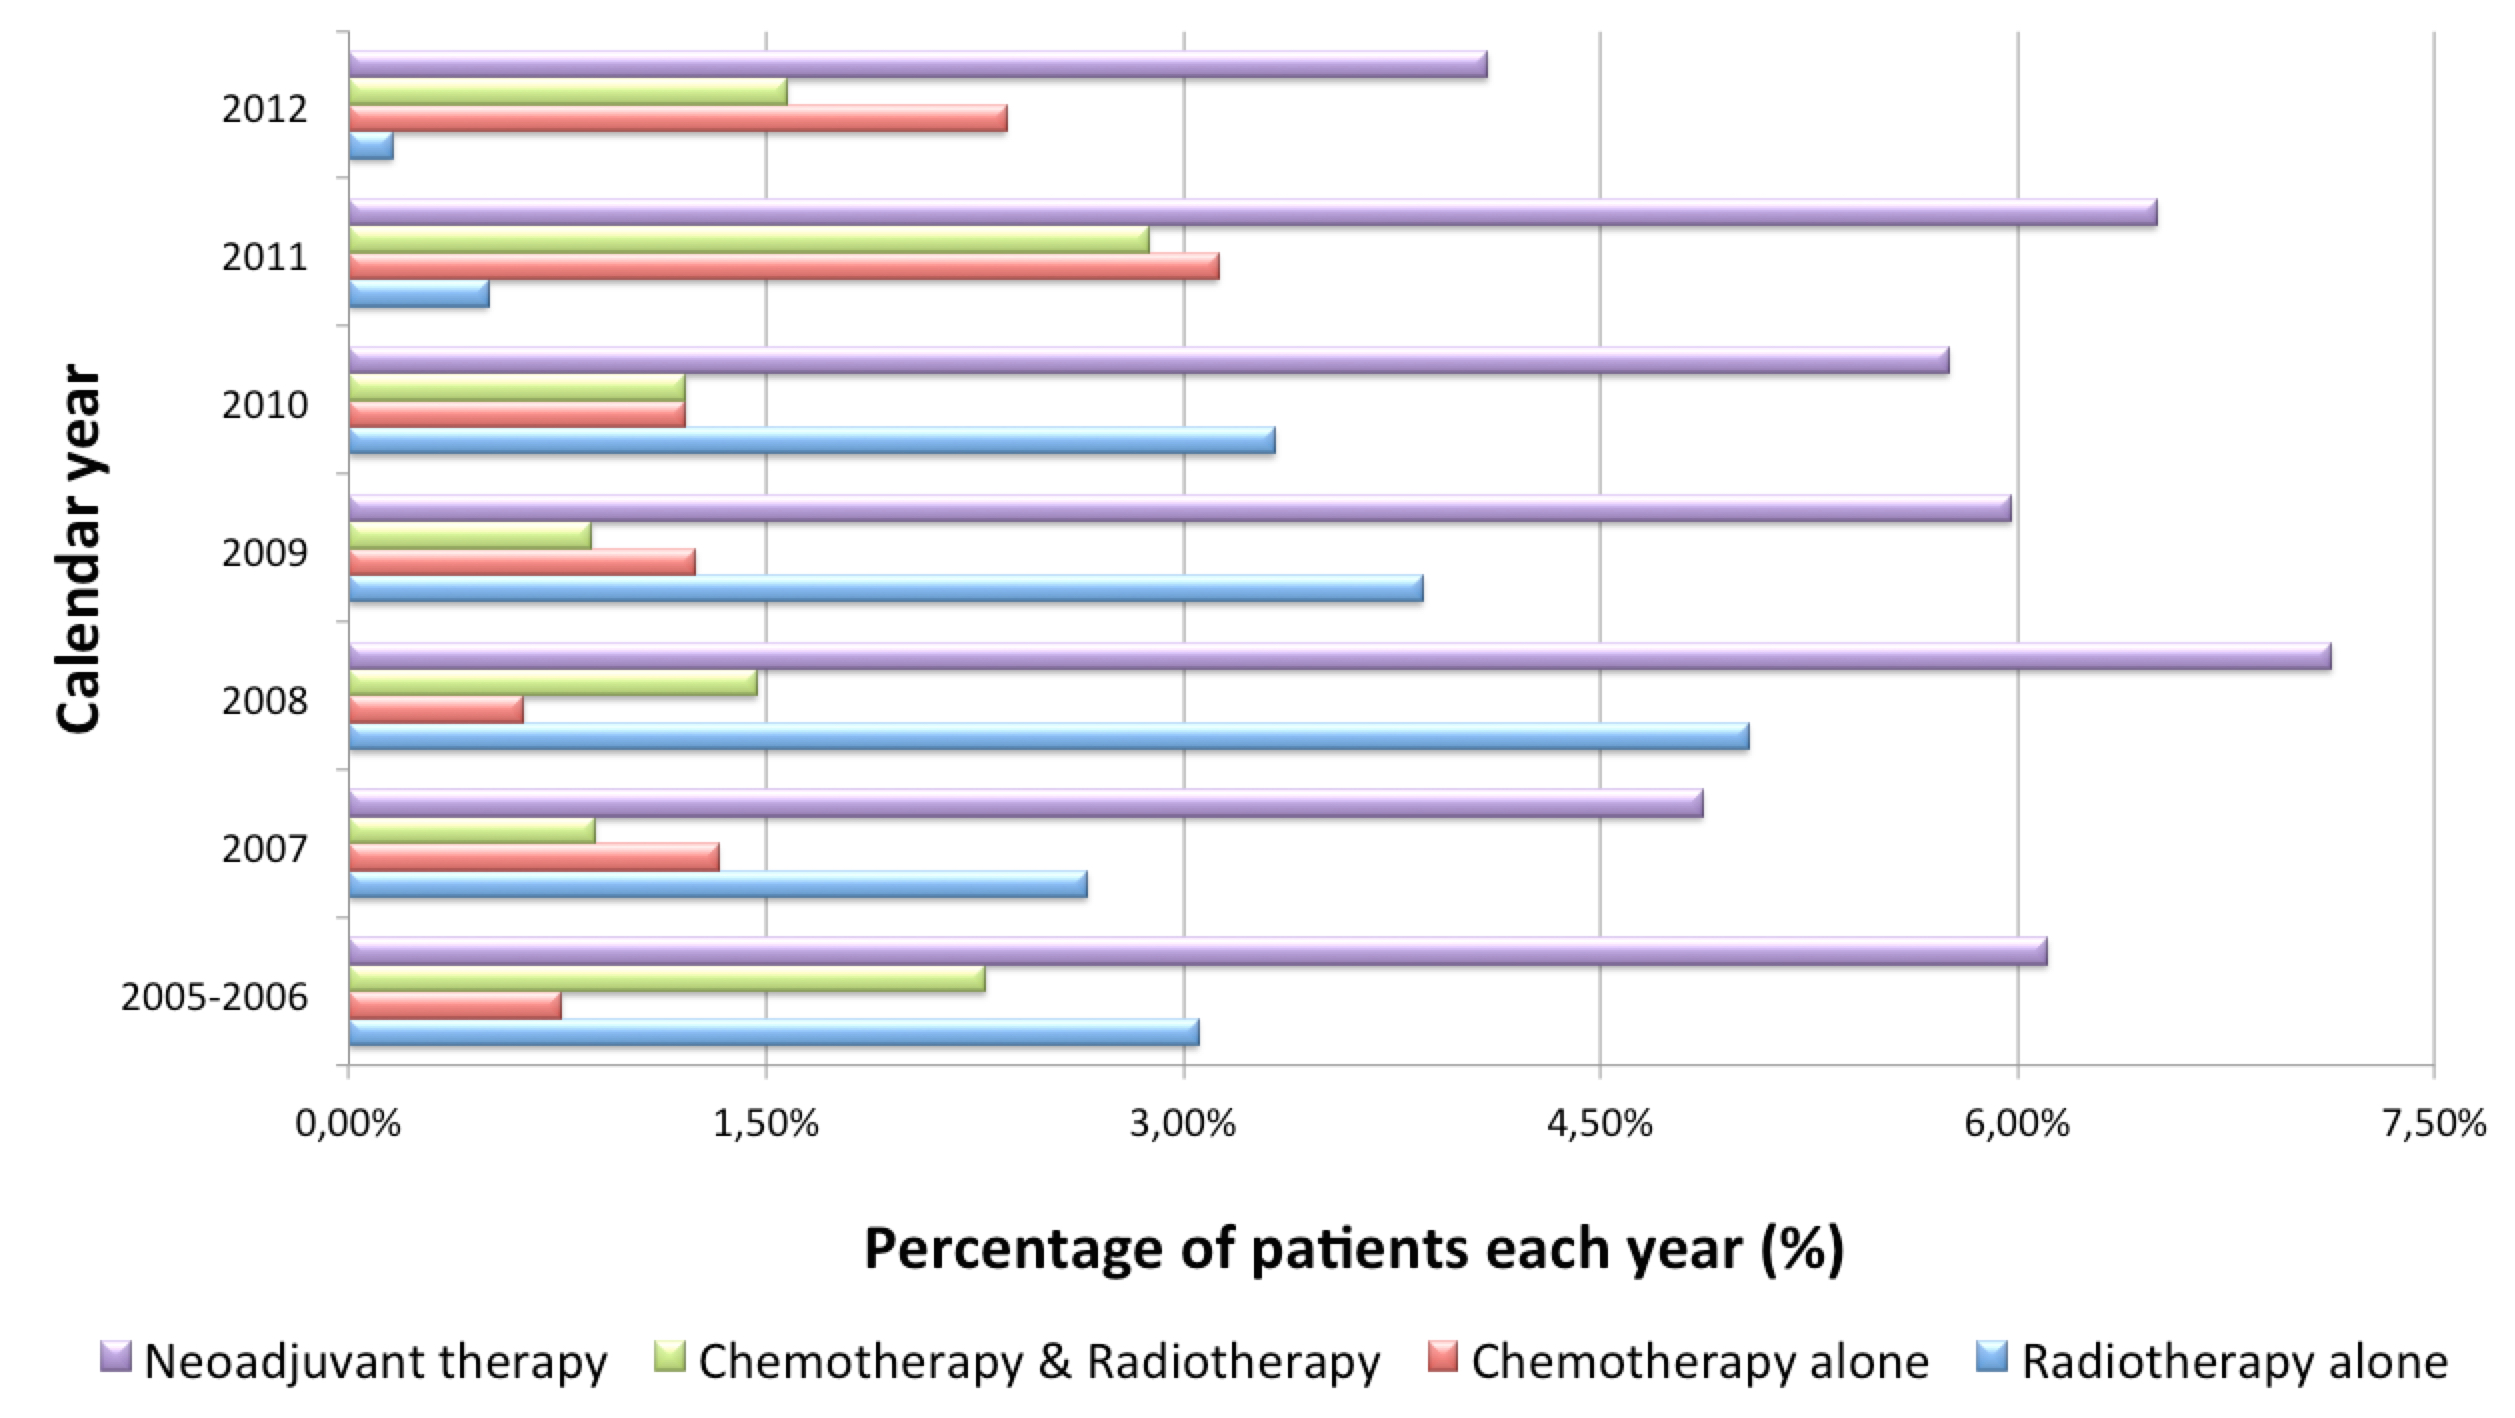 Calendar year
2012
2011
2010
2009
2008
2007
2005-2006
0,00% 1,50% 3,00% 4,50% 6,00% 7,50%
Percentage of patients each year (%)
Neoadjuvant therapy Chemotherapy & Radiotherapy Chemotherapy alone Radiotherapy alone